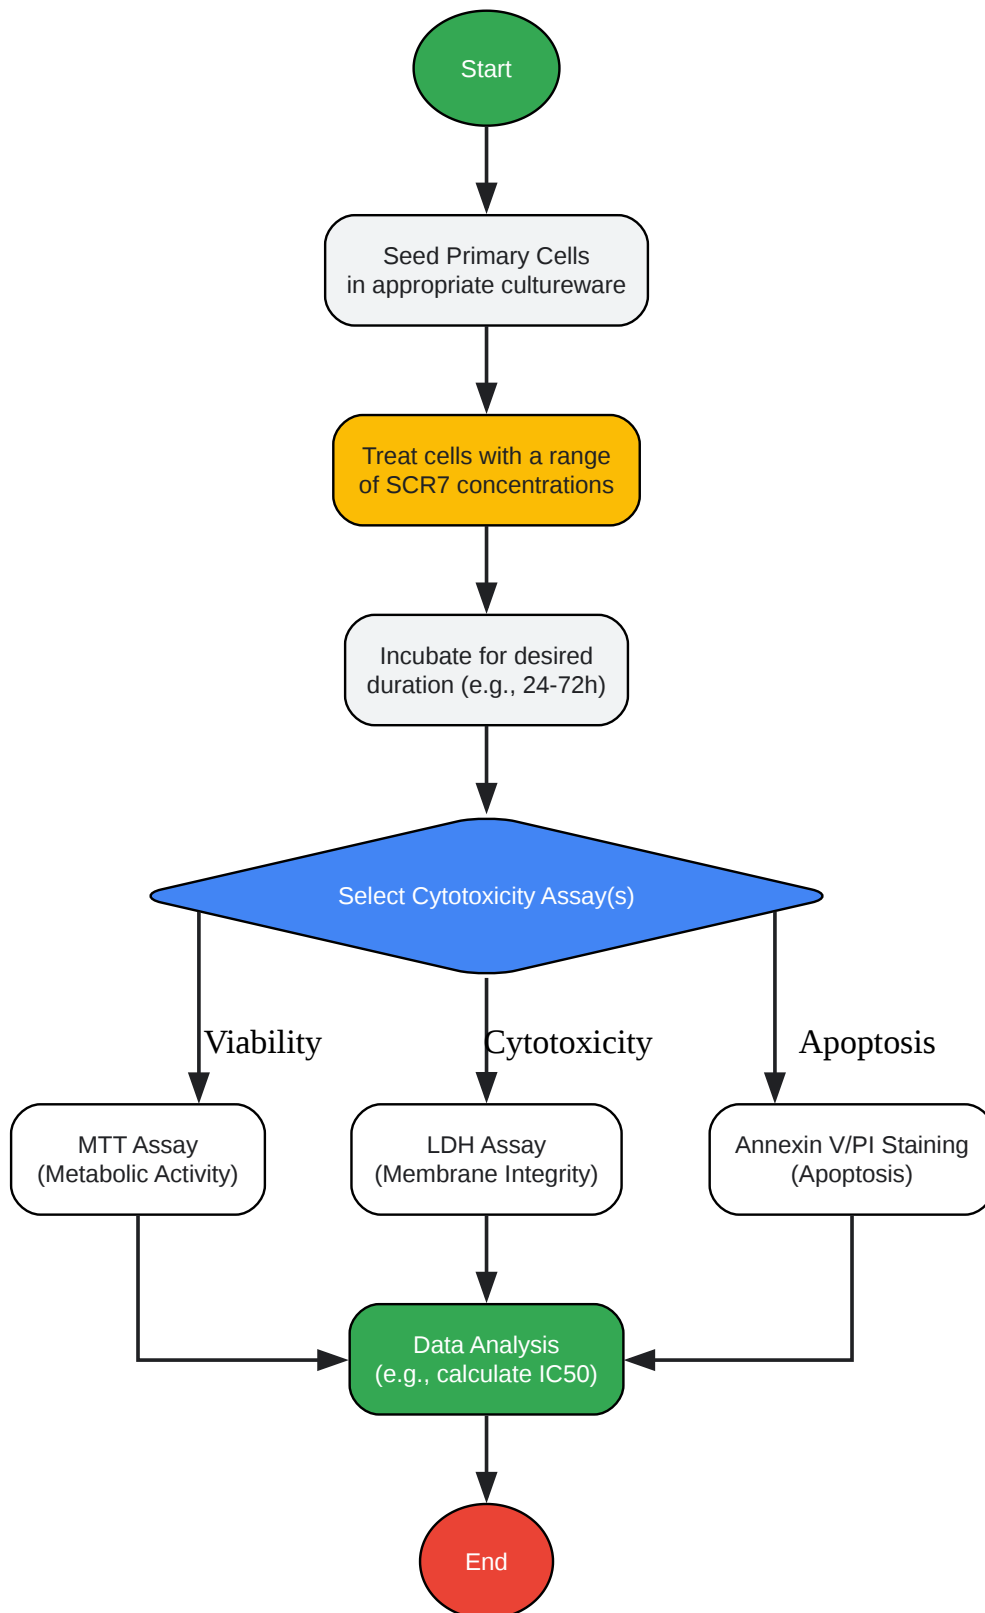 Start
Seed Primary Cells
in appropriate cultureware
Treat cells with a range
of SCR7 concentrations
Incubate for desired
duration (e.g., 24-72h)
Select Cytotoxicity Assay(s)
Viability
Cytotoxicity
Apoptosis
MTT Assay
(Metabolic Activity)
LDH Assay
(Membrane Integrity)
Annexin V/PI Staining
(Apoptosis)
Data Analysis
(e.g., calculate IC50)
End